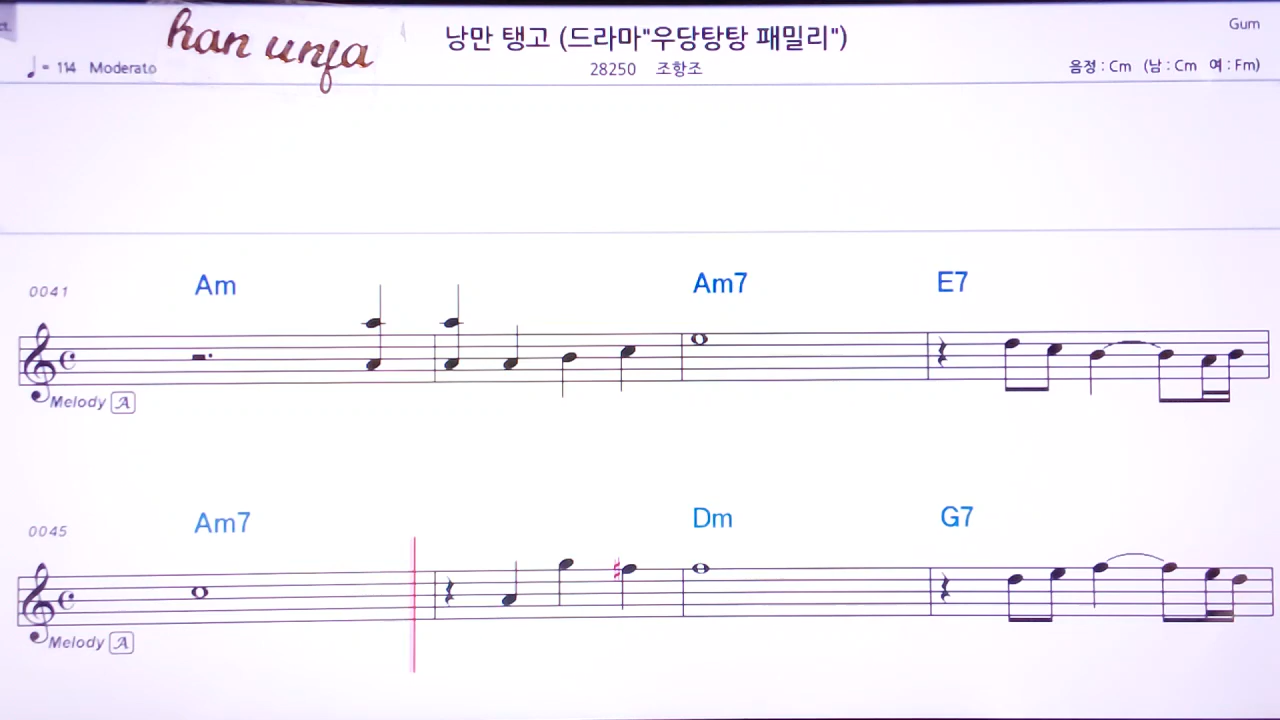 han unja
낭만 탱고 (드라마"우당탕탕 패밀리")
Gum
♩= 114 Moderato
28250 조항조
음정 : Cm (남 : Cm 여 : Fm)
0041 Am Am7 E7
Melody A
0045 Am7 Dm G7
Melody A